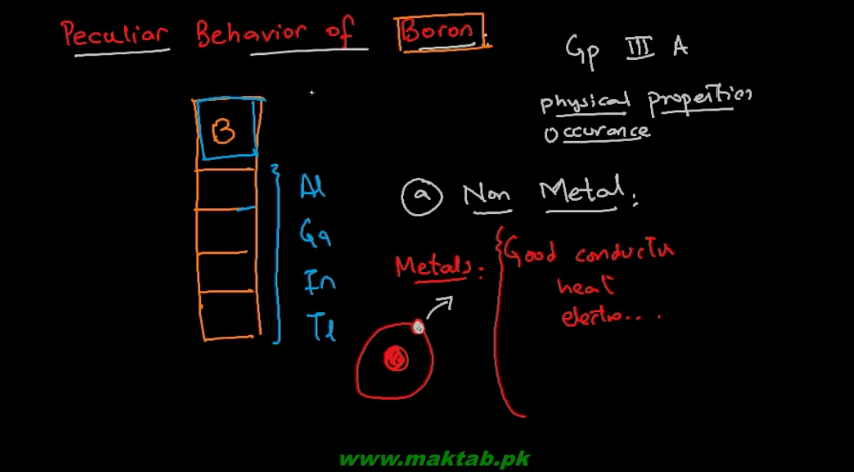 Peculiar Behavior of Boron.
Gp III A
physical properties
Occurance
B
Al
Ga
In
Tl
(a) Non Metal:
Metals:
Good conductu
heat
electro....
www.maktab.pk